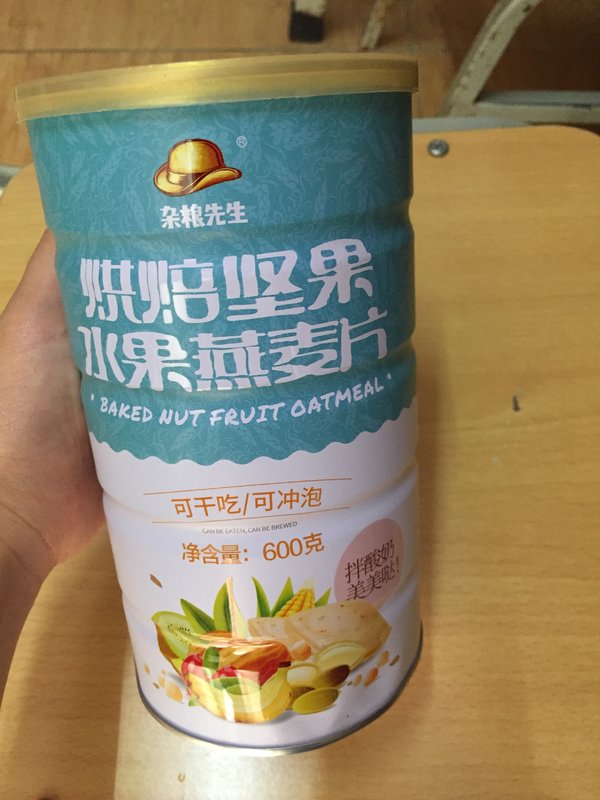 ®
杂粮先生
烘焙坚果
水果燕麦片
· BAKED NUT FRUIT OATMEAL ·
可干吃/可冲泡
CAN BE EATEN, CAN BE BREWED
净含量：600克
拌酸奶
美美哒！